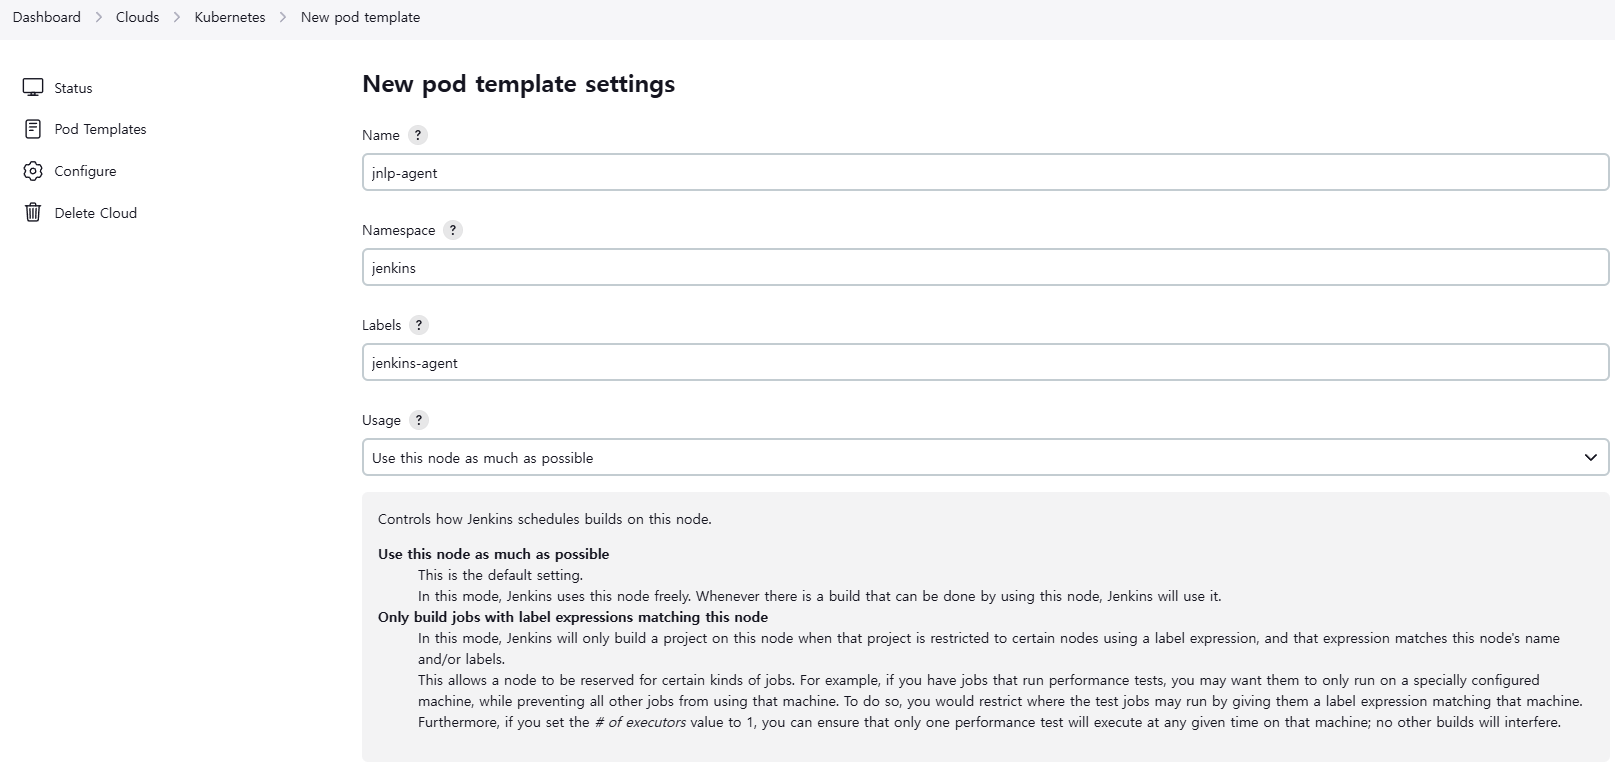 Dashboard > Clouds > Kubernetes > New pod template
Status
Pod Templates
Configure
Delete Cloud
New pod template settings
Name ?
jnlp-agent
Namespace ?
jenkins
Labels ?
jenkins-agent
Usage ?
Use this node as much as possible
Controls how Jenkins schedules builds on this node.
Use this node as much as possible
This is the default setting.
In this mode, Jenkins uses this node freely. Whenever there is a build that can be done by using this node, Jenkins will use it.
Only build jobs with label expressions matching this node
In this mode, Jenkins will only build a project on this node when that project is restricted to certain nodes using a label expression, and that expression matches this node's name
and/or labels.
This allows a node to be reserved for certain kinds of jobs. For example, if you have jobs that run performance tests, you may want them to only run on a specially configured
machine, while preventing all other jobs from using that machine. To do so, you would restrict where the test jobs may run by giving them a label expression matching that machine.
Furthermore, if you set the # of executors value to 1, you can ensure that only one performance test will execute at any given time on that machine; no other builds will interfere.